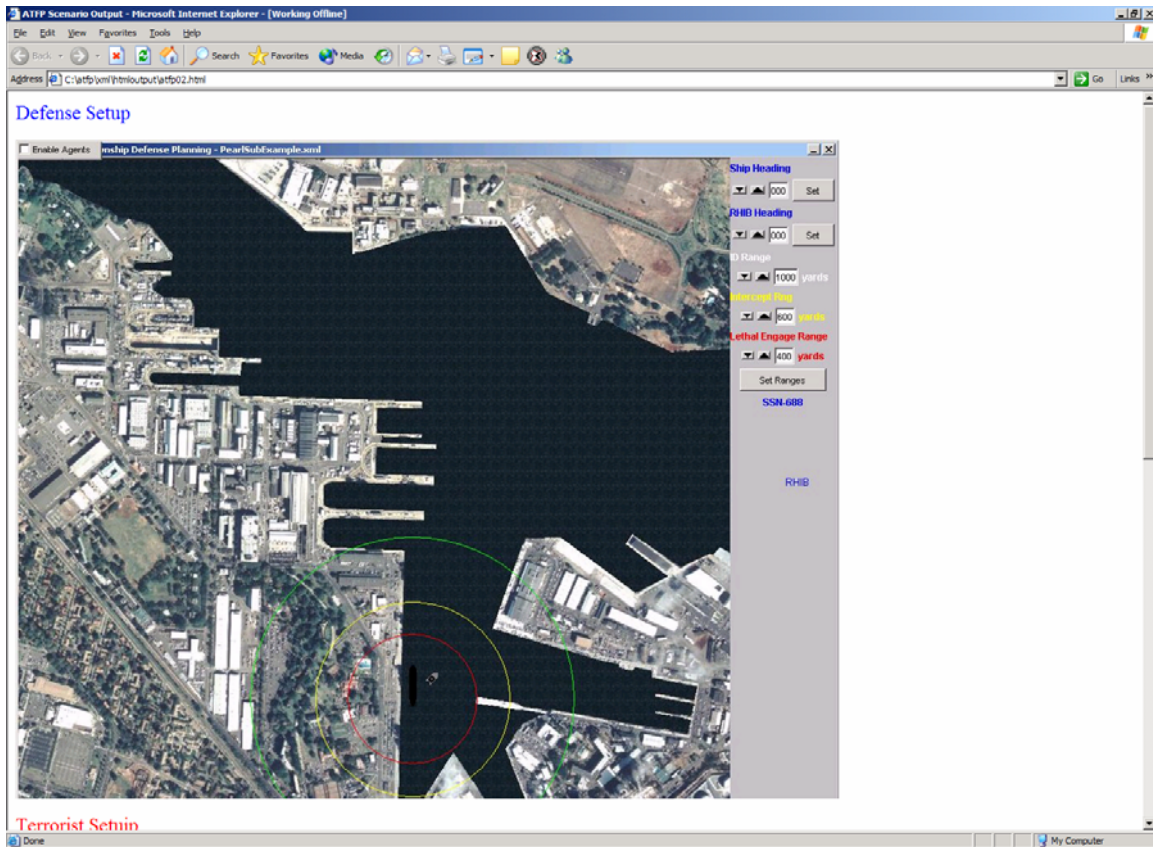 ATFP Scenario Output - Microsoft Internet Explorer - [Working Offline]
File Edit View Favorites Tools Help
Back Search Favorites Media
Address C:\atfp\xml\htmloutput\atfp02.html Go Links »
Defense Setup
Enable Agents onship Defense Planning - PearlSubExample.xml
Ship Heading
000 Set
RHIB Heading
000 Set
ID Range
1000 yards
Intercept Rng
600 yards
Lethal Engage Range
400 yards
Set Ranges
SSN-688
RHIB
Terrorist Setuip
Done My Computer